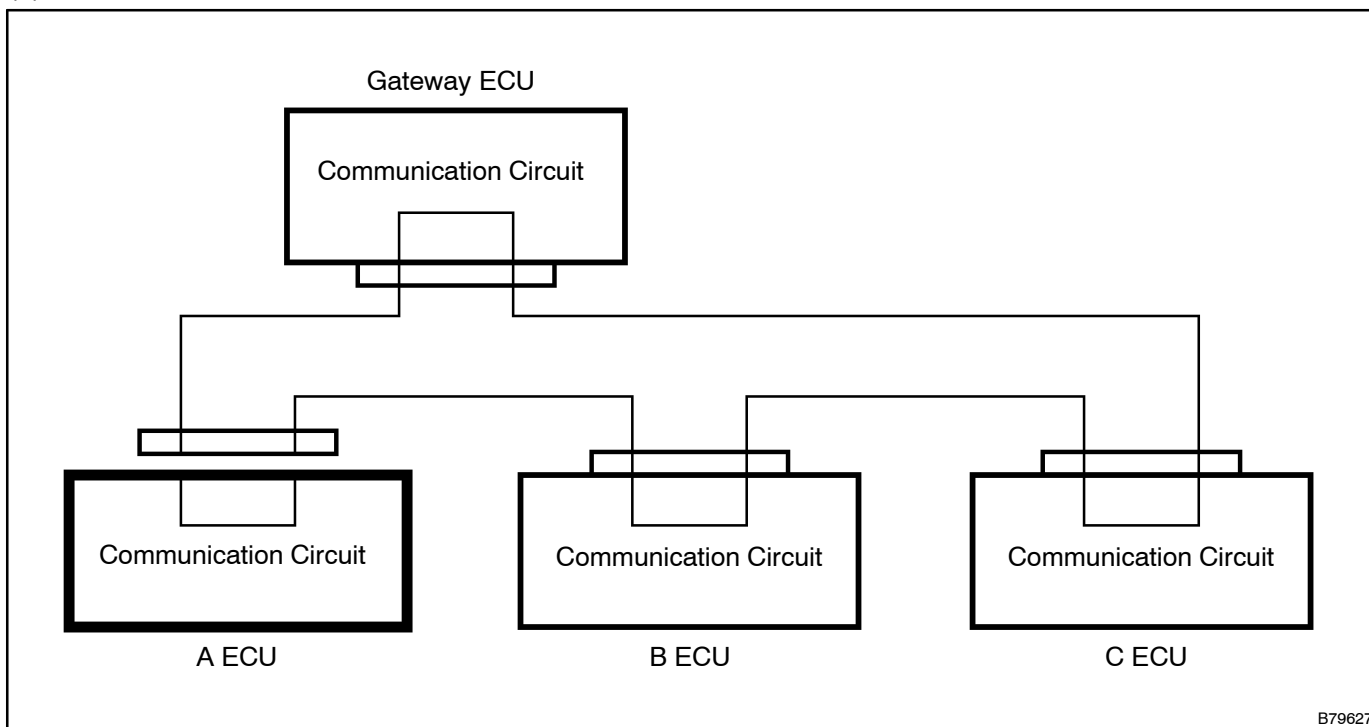 Gateway ECU
Communication Circuit
Communication Circuit
Communication Circuit
Communication Circuit
A ECU
B ECU
C ECU
B79627